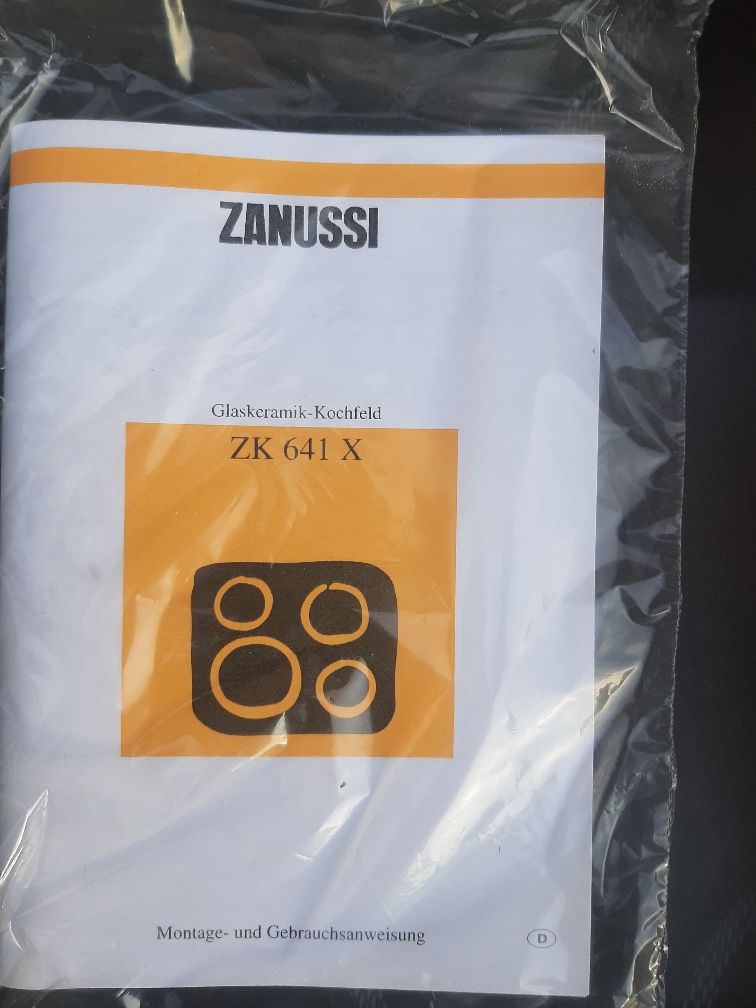 ZANUSSI
Glaskeramik-Kochfeld
ZK 641 X
Montage- und Gebrauchsanweisung
D